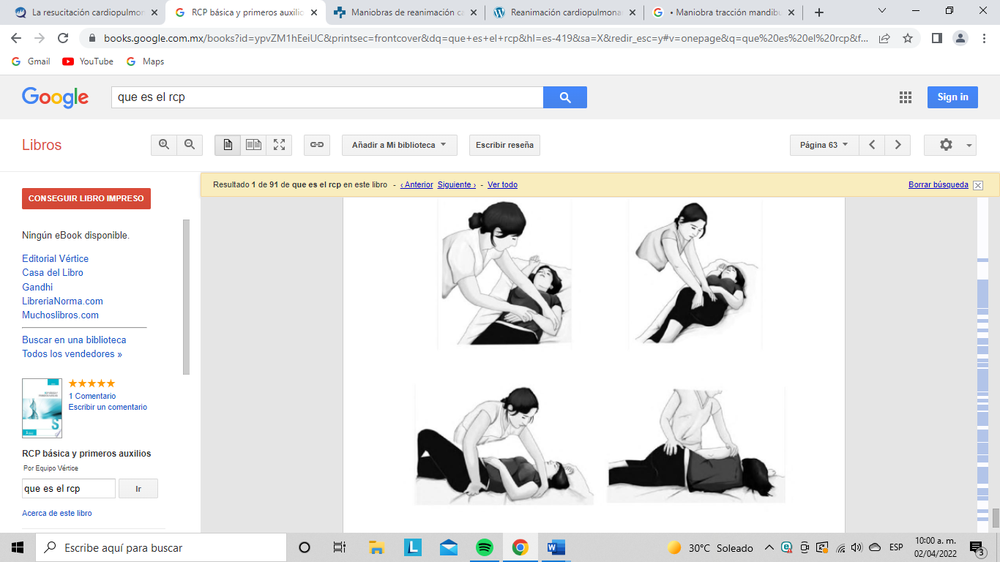 La resucitación cardiopulmon
RCP básica y primeros auxilio
Maniobras de reanimación ca
Reanimación cardiopulmona
• Maniobra tracción mandibu
books.google.com.mx/books?id=ypvZM1hEeiUC&printsec=frontcover&dq=que+es+el+rcp&hl=es-419&sa=X&redir_esc=y#v=onepage&q=que%20es%20el%20rcp&f...
Gmail YouTube Maps
Google que es el rcp Sign in
Libros Añadir a Mi biblioteca Escribir reseña Página 63
Resultado 1 de 91 de que es el rcp en este libro - ‹ Anterior Siguiente › - Ver todo Borrar búsqueda
CONSEGUIR LIBRO IMPRESO
Ningún eBook disponible.
Editorial Vértice
Casa del Libro
Gandhi
LibreriaNorma.com
Muchoslibros.com
Buscar en una biblioteca
Todos los vendedores »
1 Comentario
Escribir un comentario
S
RCP básica y primeros auxilios
Por Equipo Vértice
que es el rcp Ir
Acerca de este libro
Escribe aquí para buscar
L
30°C Soleado
ESP
10:00 a. m.
02/04/2022
3